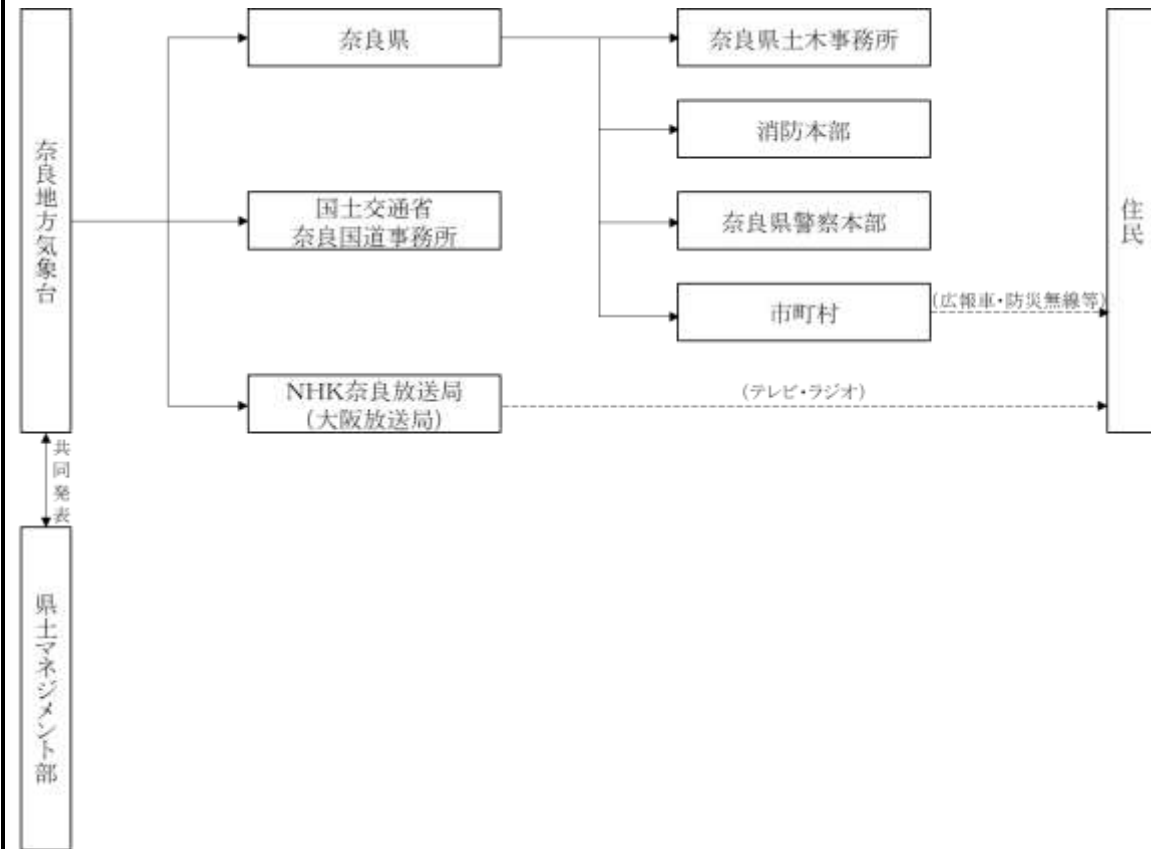 奈良地方気象台
共同発表
県土マネジメント部
奈良県
国土交通省
奈良国道事務所
NHK奈良放送局
(大阪放送局)
奈良県土木事務所
消防本部
奈良県警察本部
市町村
(広報車・防災無線等)
(テレビ・ラジオ)
住民